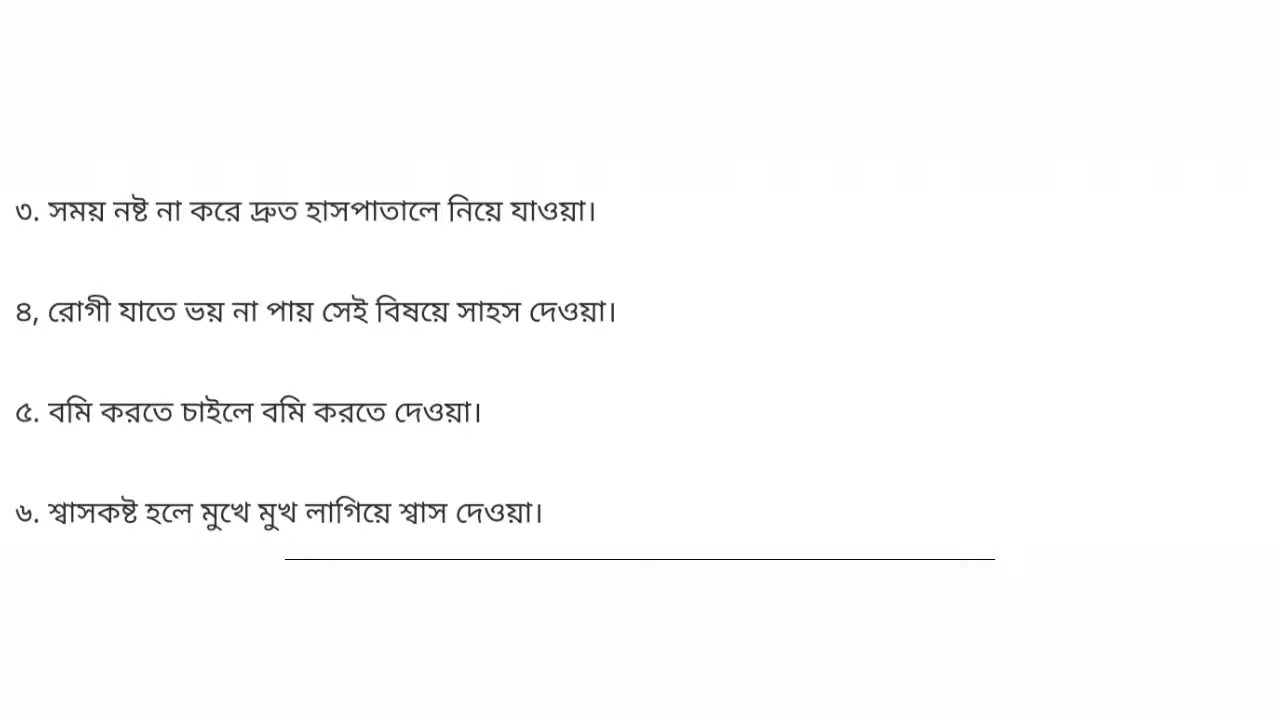 ৩. সময় নষ্ট না করে দ্রুত হাসপাতালে নিয়ে যাওয়া।
৪, রোগী যাতে ভয় না পায় সেই বিষয়ে সাহস দেওয়া।
৫. বমি করতে চাইলে বমি করতে দেওয়া।
৬. শ্বাসকষ্ট হলে মুখে মুখ লাগিয়ে শ্বাস দেওয়া।